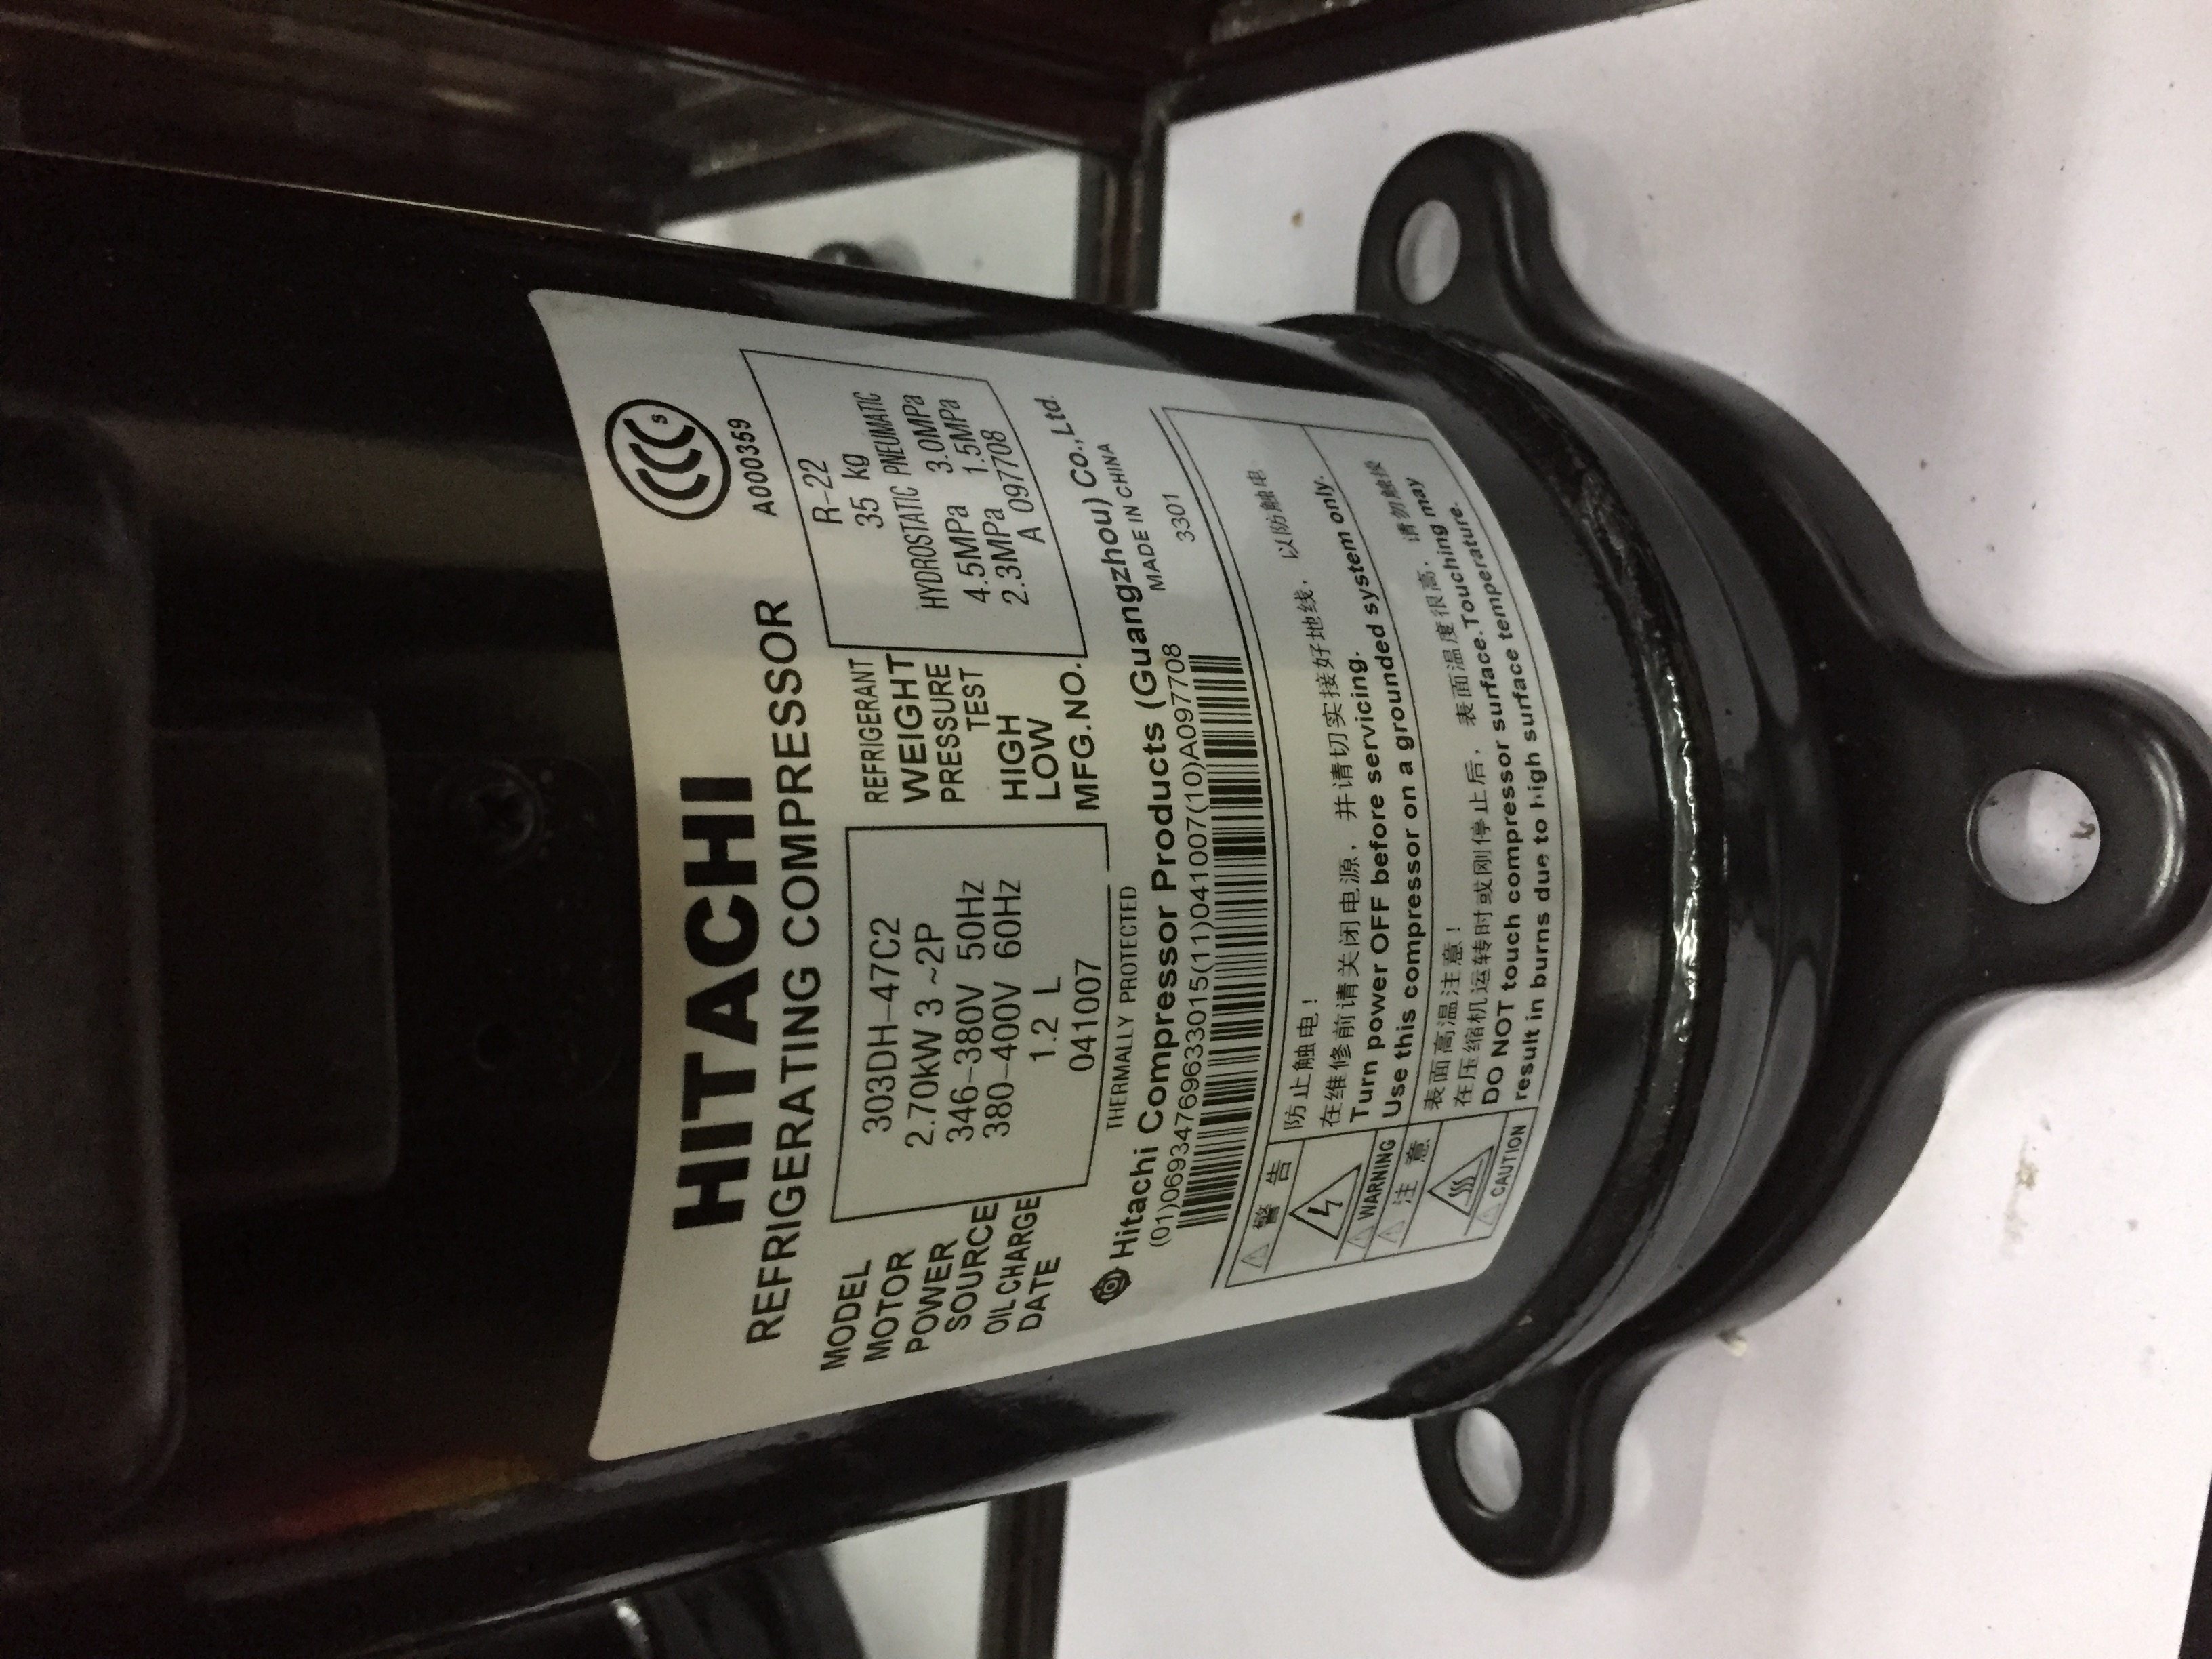 CCC S
A000359
HITACHI
REFRIGERATING COMPRESSOR
MODEL 303DH-47C2
MOTOR 2.70kW 3 ~2P
POWER 346-380V 50Hz
SOURCE 380-400V 60Hz
OIL CHARGE 1.2 L
DATE 041007
REFRIGERANT R-22
WEIGHT 35 kg
PRESSURE HYDROSTATIC PNEUMATIC
TEST
HIGH 4.5MPa 3.0MPa
LOW 2.3MPa 1.5MPa
MFG.NO. A 097708
THERMALLY PROTECTED
Hitachi Compressor Products (Guangzhou) Co.,Ltd.
MADE IN CHINA
(01)06934769633015(11)041007(10)A097708
3301
警 告
WARNING
防止触电!
在维修前请关闭电源，并请切实接好地线，以防触电
Turn power OFF before servicing.
Use this compressor on a grounded system only.
注 意
CAUTION
表面高温注意!
在压缩机运转时或刚停止后，表面温度很高，请勿触摸
DO NOT touch compressor surface.Touching may
result in burns due to high surface temperature.